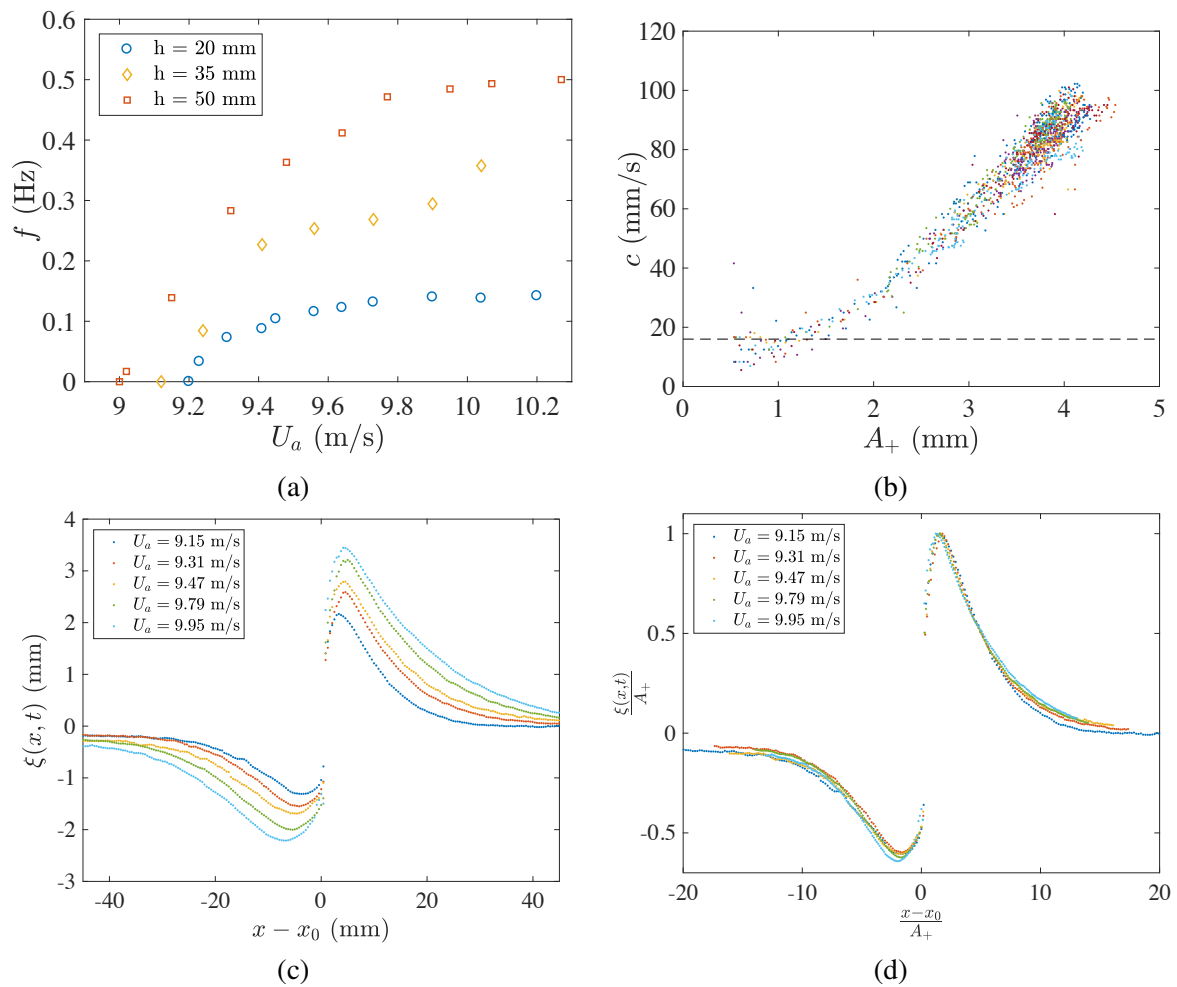 0.6
0.5
0.4
0.3
0.2
0.1
0
f (Hz)
h = 20 mm
h = 35 mm
h = 50 mm
9 9.2 9.4 9.6 9.8 10 10.2
U_a (m/s)
(a)
120
100
80
60
40
20
0
c (mm/s)
0 1 2 3 4 5
A_+ (mm)
(b)
4
3
2
1
0
-1
-2
-3
ξ(x, t) (mm)
U_a = 9.15 m/s
U_a = 9.31 m/s
U_a = 9.47 m/s
U_a = 9.79 m/s
U_a = 9.95 m/s
-40 -20 0 20 40
x − x_0 (mm)
(c)
1
0.5
0
-0.5
ξ(x,t)
A_+
U_a = 9.15 m/s
U_a = 9.31 m/s
U_a = 9.47 m/s
U_a = 9.79 m/s
U_a = 9.95 m/s
-20 -10 0 10 20
x−x_0
A_+
(d)